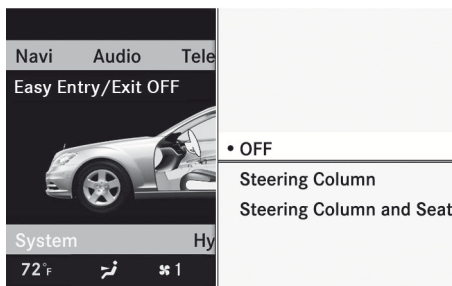 Navi Audio Tele
Easy Entry/Exit OFF
• OFF
Steering Column
Steering Column and Seat
System Hy
72°F 1